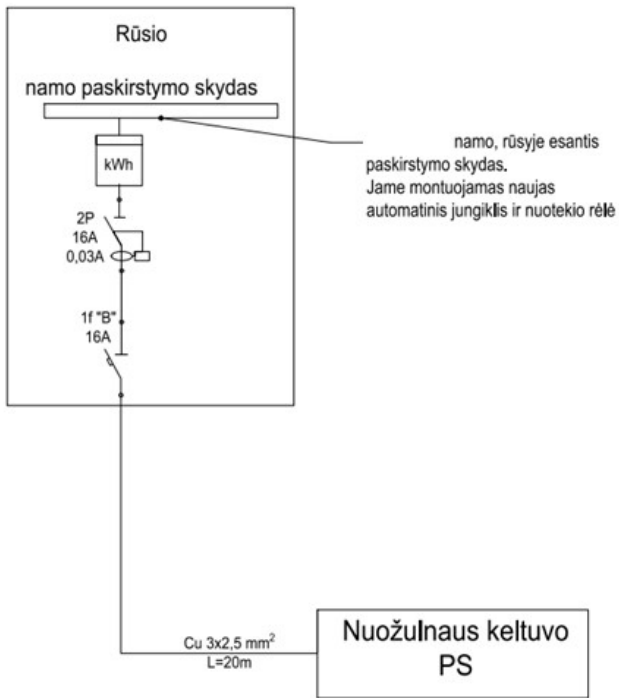 Rūsio
namo paskirstymo skydas
namo, rūsyje esantis
paskirstymo skydas.
Jame montuojamas naujas
automatinis jungiklis ir nuotekio rėlė
kWh
2P
16A
0,03A
1f "B"
16A
Cu 3x2,5 mm²
L=20m
Nuožulnaus keltuvo
PS